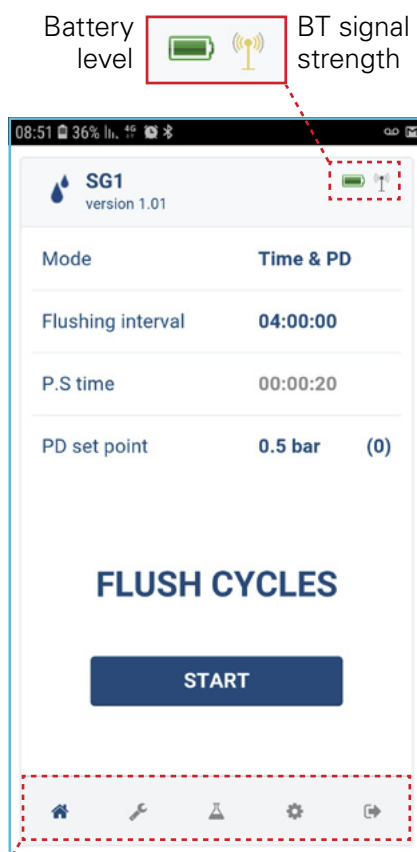 Battery level
BT signal strength
08:51 36% 4G
SG1
version 1.01
Mode Time & PD
Flushing interval 04:00:00
P.S time 00:00:20
PD set point 0.5 bar (0)
FLUSH CYCLES
START